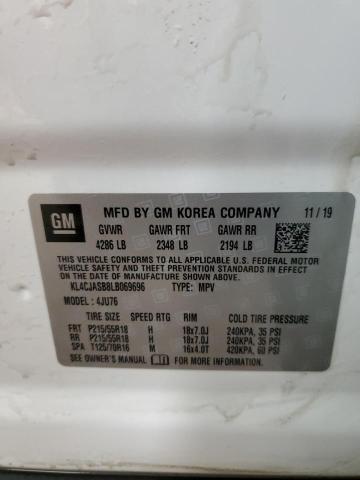 GM
MFD BY GM KOREA COMPANY 11 / 19
GVWR GAWR FRT GAWR RR
4286 LB 2348 LB 2194 LB
THIS VEHICLE CONFORMS TO ALL APPLICABLE U.S. FEDERAL MOTOR
VEHICLE SAFETY, BUMPER, AND THEFT PREVENTION STANDARDS IN
EFFECT ON THE DATE OF MANUFACTURE SHOWN ABOVE.
KL4CJASB8LB069696 TYPE: MPV
MODEL : 4JU76
TIRE SIZE SPEED RTG RIM COLD TIRE PRESSURE
FRT P215/55R18 H 18x7.0J 240KPA, 35 PSI
RR P215/55R18 H 18x7.0J 240KPA, 35 PSI
SPA T125/70R16 M 16x4.0T 420KPA, 60 PSI
SEE OWNER'S MANUAL FOR ADDITIONAL INFORMATION